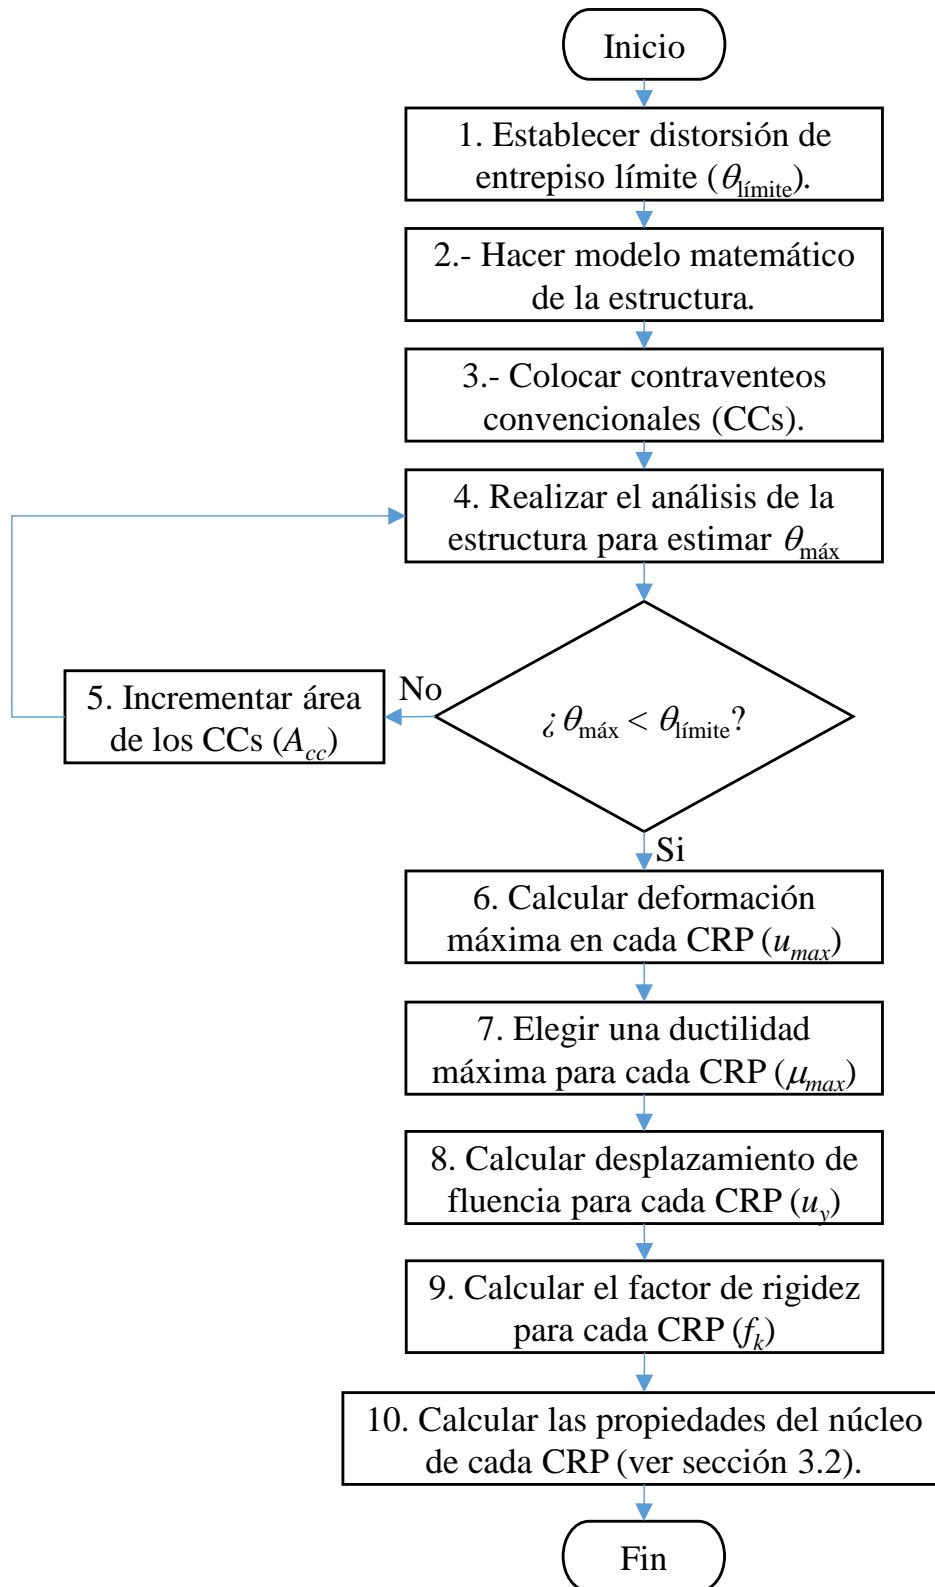 Inicio
1. Establecer distorsión de
entrepiso límite (θlímite).
2.- Hacer modelo matemático
de la estructura.
3.- Colocar contraventeos
convencionales (CCs).
4. Realizar el análisis de la
estructura para estimar θmáx
¿θmáx < θlímite?
No
5. Incrementar área
de los CCs (Acc)
Si
6. Calcular deformación
máxima en cada CRP (umax)
7. Elegir una ductilidad
máxima para cada CRP (μmax)
8. Calcular desplazamiento de
fluencia para cada CRP (uy)
9. Calcular el factor de rigidez
para cada CRP (fk)
10. Calcular las propiedades del núcleo
de cada CRP (ver sección 3.2).
Fin